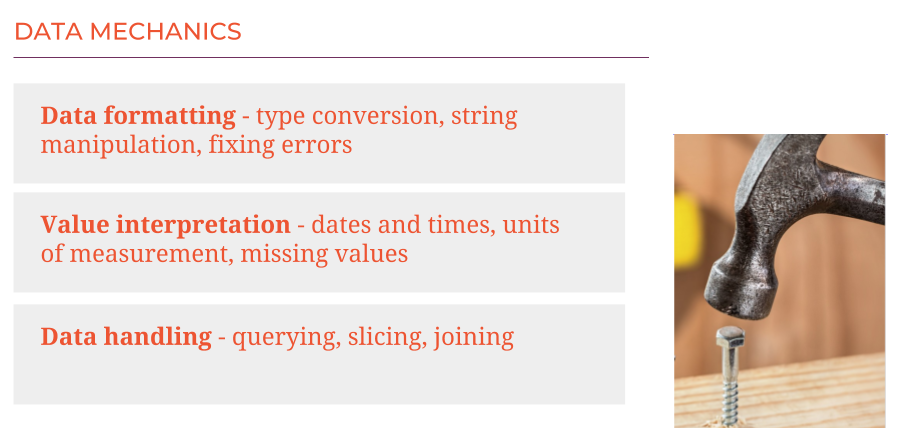 DATA MECHANICS
Data formatting - type conversion, string
manipulation, fixing errors
Value interpretation - dates and times, units
of measurement, missing values
Data handling - querying, slicing, joining